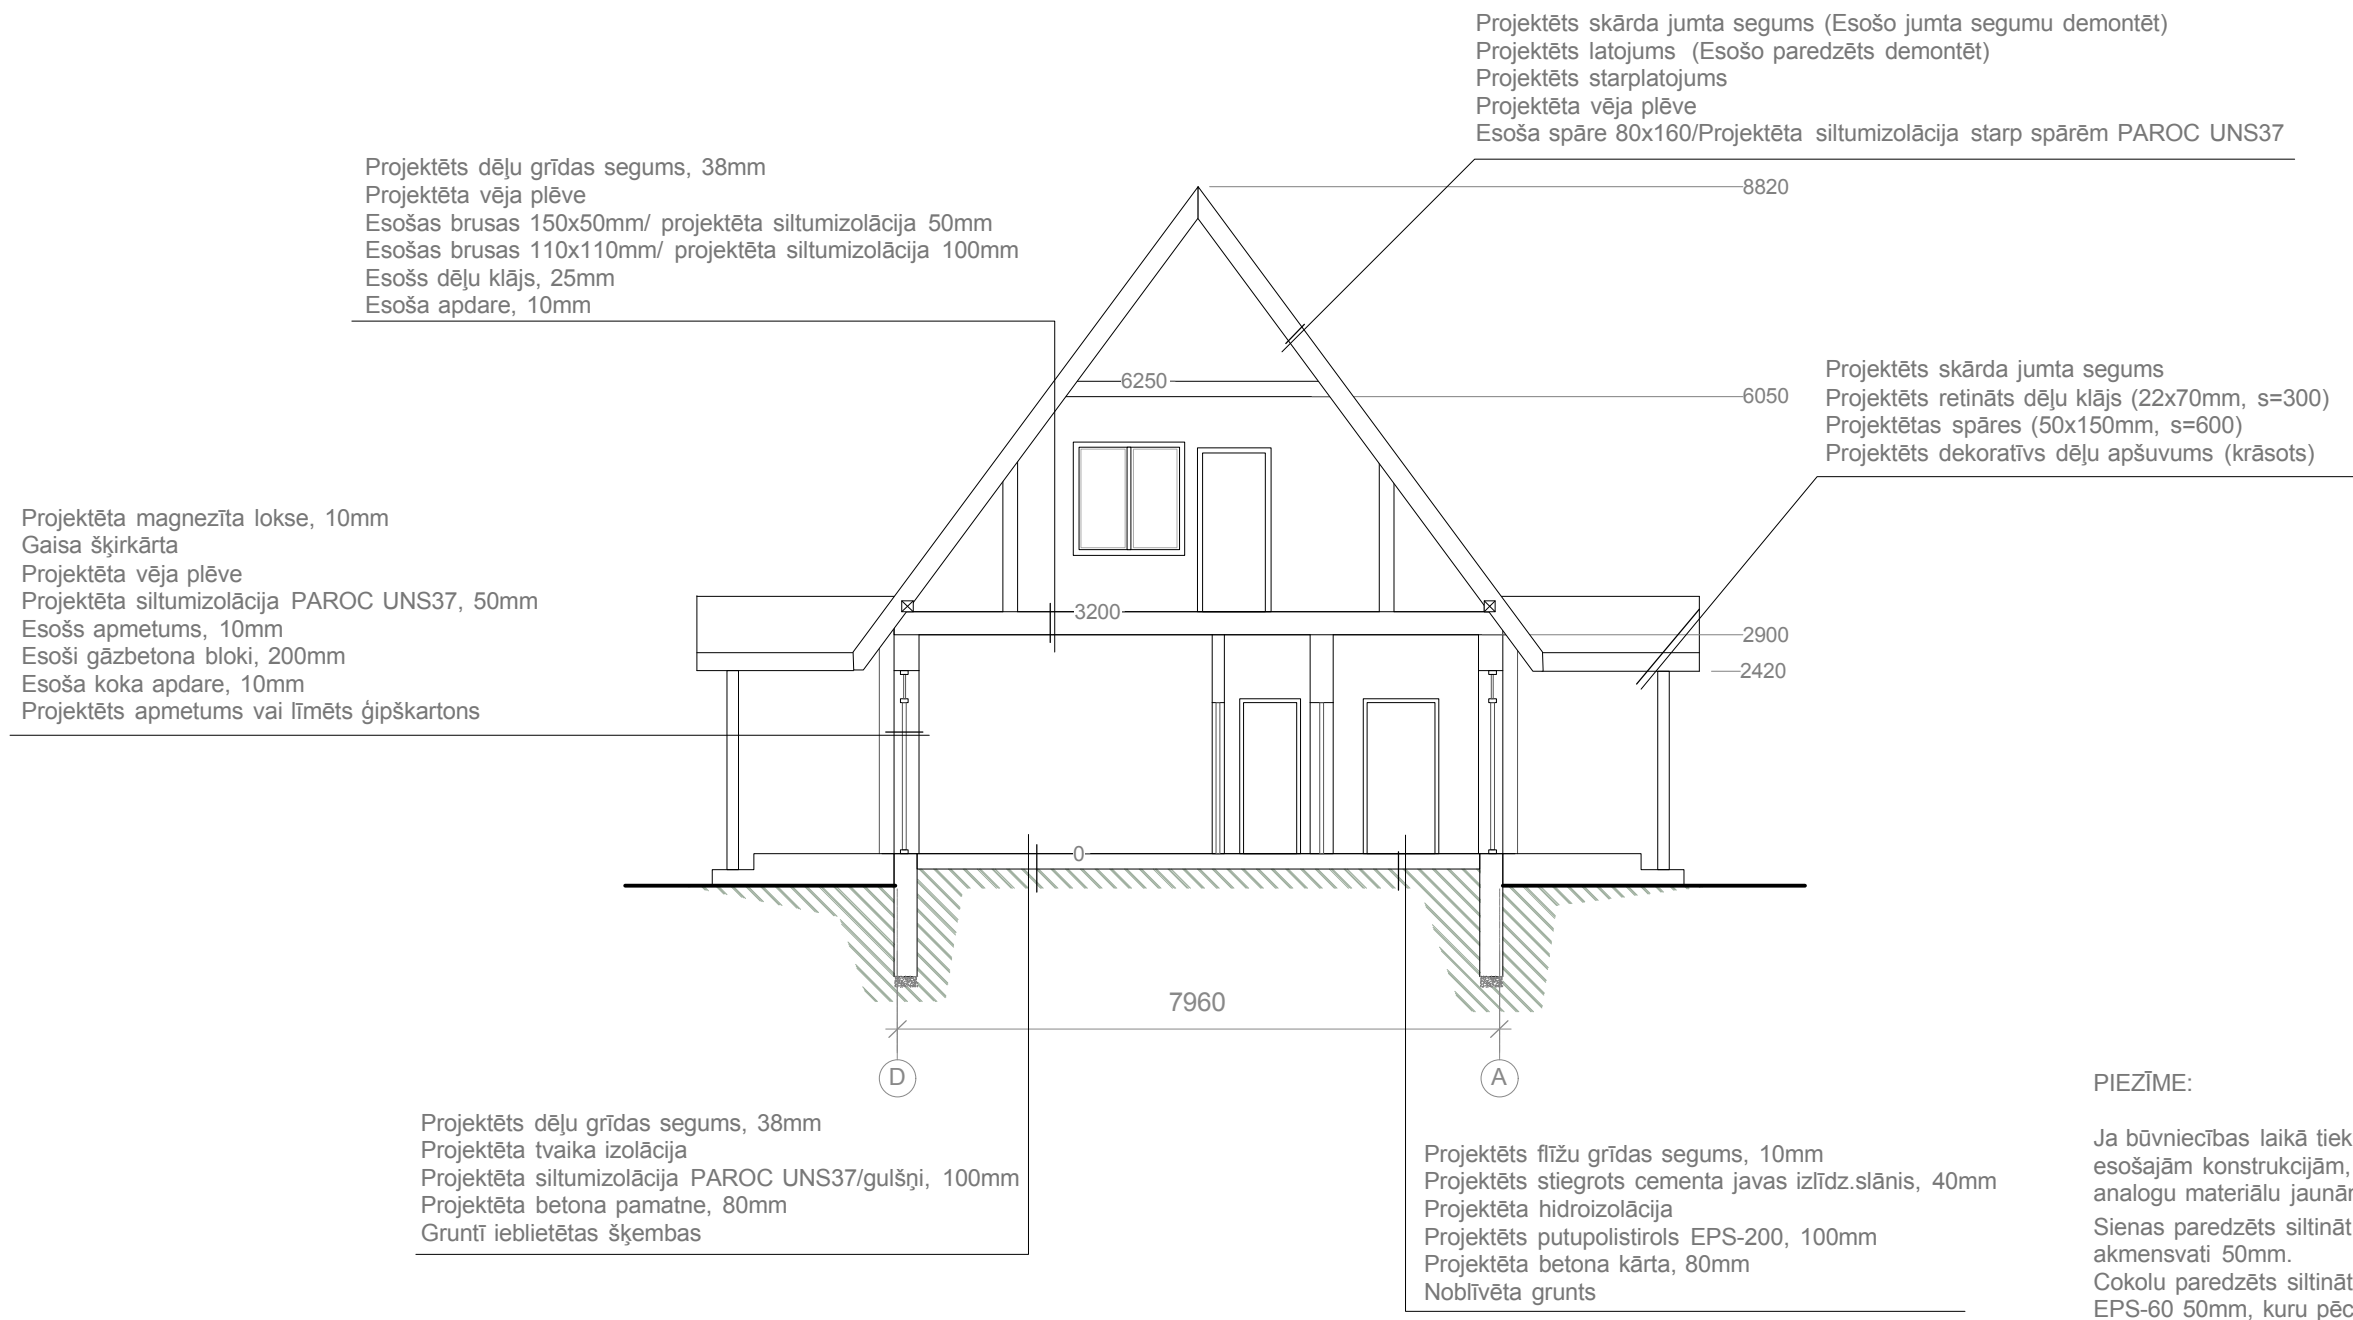 Projektēts skārda jumta segums (Esošo jumta segumu demontēt)
Projektēts latojums (Esošo paredzēts demontēt)
Projektēts starplatojums
Projektēta vēja plēve
Esoša spāre 80x160/Projektēta siltumizolācija starp spārēm PAROC UNS37
Projektēts dēļu grīdas segums, 38mm
Projektēta vēja plēve
Esošas brusas 150x50mm/ projektēta siltumizolācija 50mm
Esošas brusas 110x110mm/ projektēta siltumizolācija 100mm
Esošs dēļu klājs, 25mm
Esoša apdare, 10mm
8820
6250
6050
Projektēts skārda jumta segums
Projektēts retināts dēļu klājs (22x70mm, s=300)
Projektētas spāres (50x150mm, s=600)
Projektēts dekoratīvs dēļu apšuvums (krāsots)
Projektēta magnezīta lokse, 10mm
Gaisa šķirkārta
Projektēta vēja plēve
Projektēta siltumizolācija PAROC UNS37, 50mm
Esošs apmetums, 10mm
Esoši gāzbetona bloki, 200mm
Esoša koka apdare, 10mm
Projektēts apmetums vai līmēts ģipškartons
3200
2900
2420
0
7960
D
A
Projektēts dēļu grīdas segums, 38mm
Projektēta tvaika izolācija
Projektēta siltumizolācija PAROC UNS37/gulšņi, 100mm
Projektēta betona pamatne, 80mm
Gruntī ieblietētas šķembas
Projektēts flīžu grīdas segums, 10mm
Projektēts stiegrots cementa javas izlīdz.slānis, 40mm
Projektēta hidroizolācija
Projektēts putupolistirols EPS-200, 100mm
Projektēta betona kārta, 80mm
Noblīvēta grunts
PIEZĪME:
Ja būvniecības laikā tiek
esošajām konstrukcijām,
analogu materiālu
Sienas paredzēts siltināt
akmensvati 50mm.
Cokolu paredzēts siltināt
EPS-60 50mm, kuru pēc